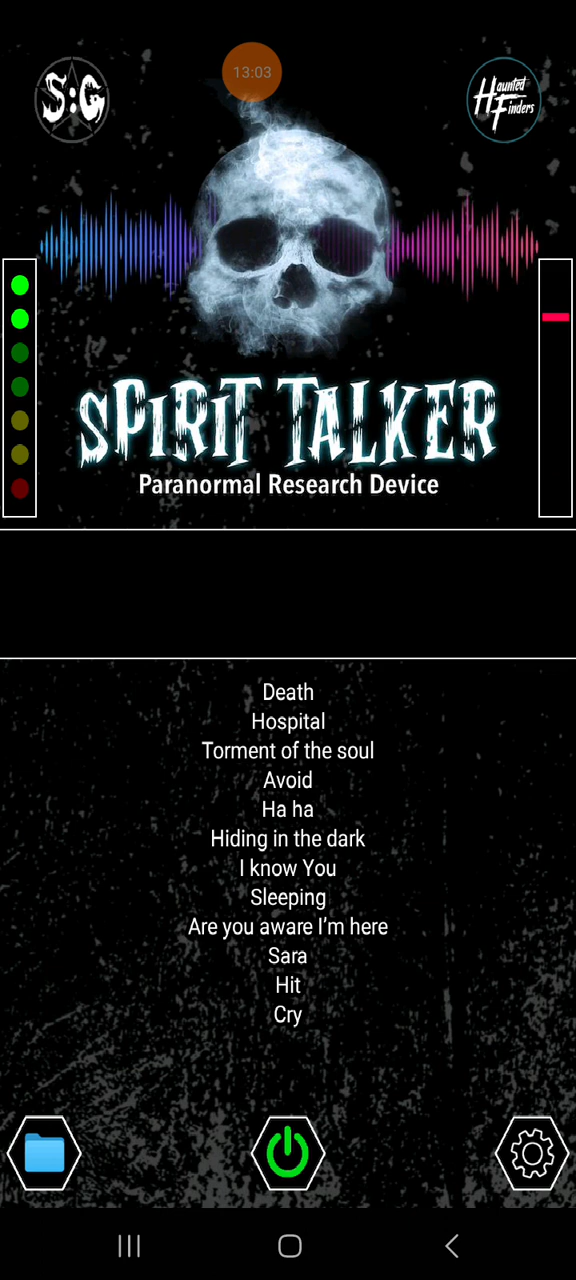 13:03
S:G
Haunted
Finders
SPIRIT TALKER
Paranormal Research Device
Death
Hospital
Torment of the soul
Avoid
Ha ha
Hiding in the dark
I know You
Sleeping
Are you aware I’m here
Sara
Hit
Cry